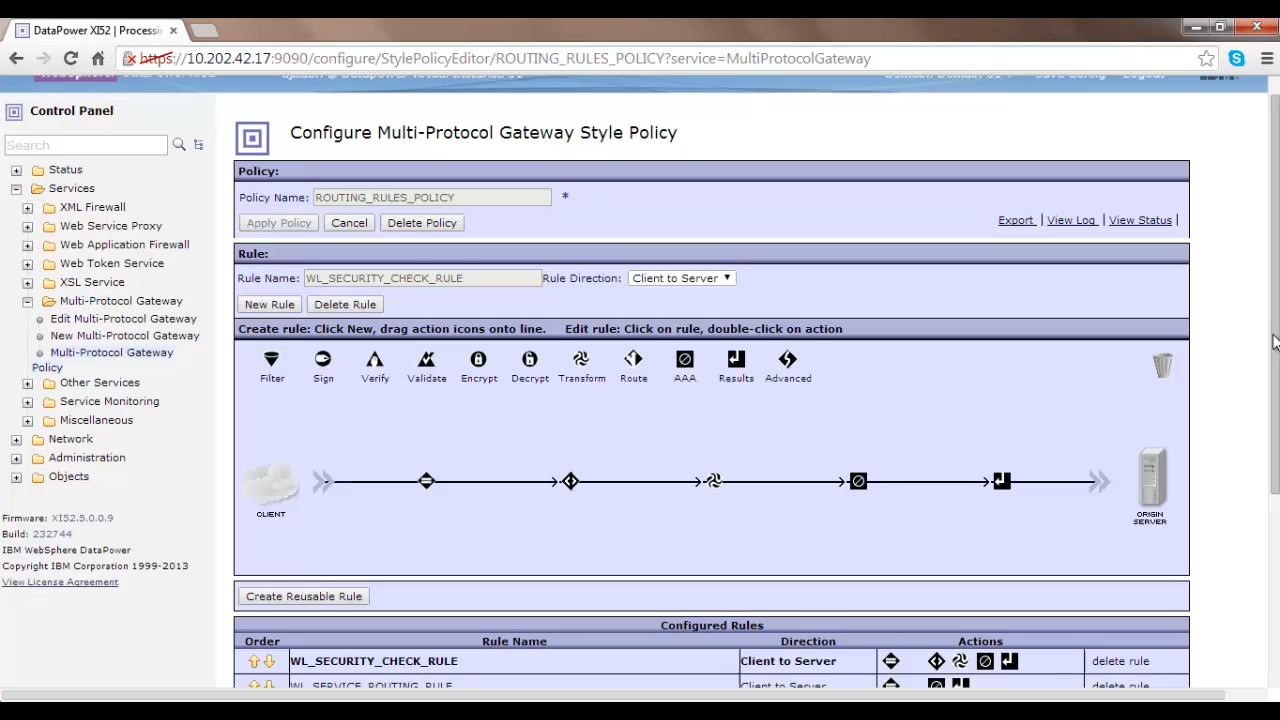 DataPower XI52 | Processi
https://10.202.42.17:9090/configure/StylePolicyEditor/ROUTING_RULES_POLICY?service=MultiProtocolGateway
Control Panel
Search
Status
Services
XML Firewall
Web Service Proxy
Web Application Firewall
Web Token Service
XSL Service
Multi-Protocol Gateway
Edit Multi-Protocol Gateway
New Multi-Protocol Gateway
Multi-Protocol Gateway
Policy
Other Services
Service Monitoring
Miscellaneous
Network
Administration
Objects
Firmware: XI52.5.0.0.9
Build: 232744
IBM WebSphere DataPower
Copyright IBM Corporation 1999-2013
View License Agreement
Configure Multi-Protocol Gateway Style Policy
Policy:
Policy Name: ROUTING_RULES_POLICY *
Apply Policy Cancel Delete Policy Export | View Log | View Status |
Rule:
Rule Name: WL_SECURITY_CHECK_RULE Rule Direction: Client to Server
New Rule Delete Rule
Create rule: Click New, drag action icons onto line. Edit rule: Click on rule, double-click on action
Filter Sign Verify Validate Encrypt Decrypt Transform Route AAA Results Advanced
CLIENT
ORIGIN
SERVER
Create Reusable Rule
Configured Rules
Order Rule Name Direction Actions
WL_SECURITY_CHECK_RULE Client to Server delete rule
WL_SERVICE_ROUTING_RULE Client to Server delete rule